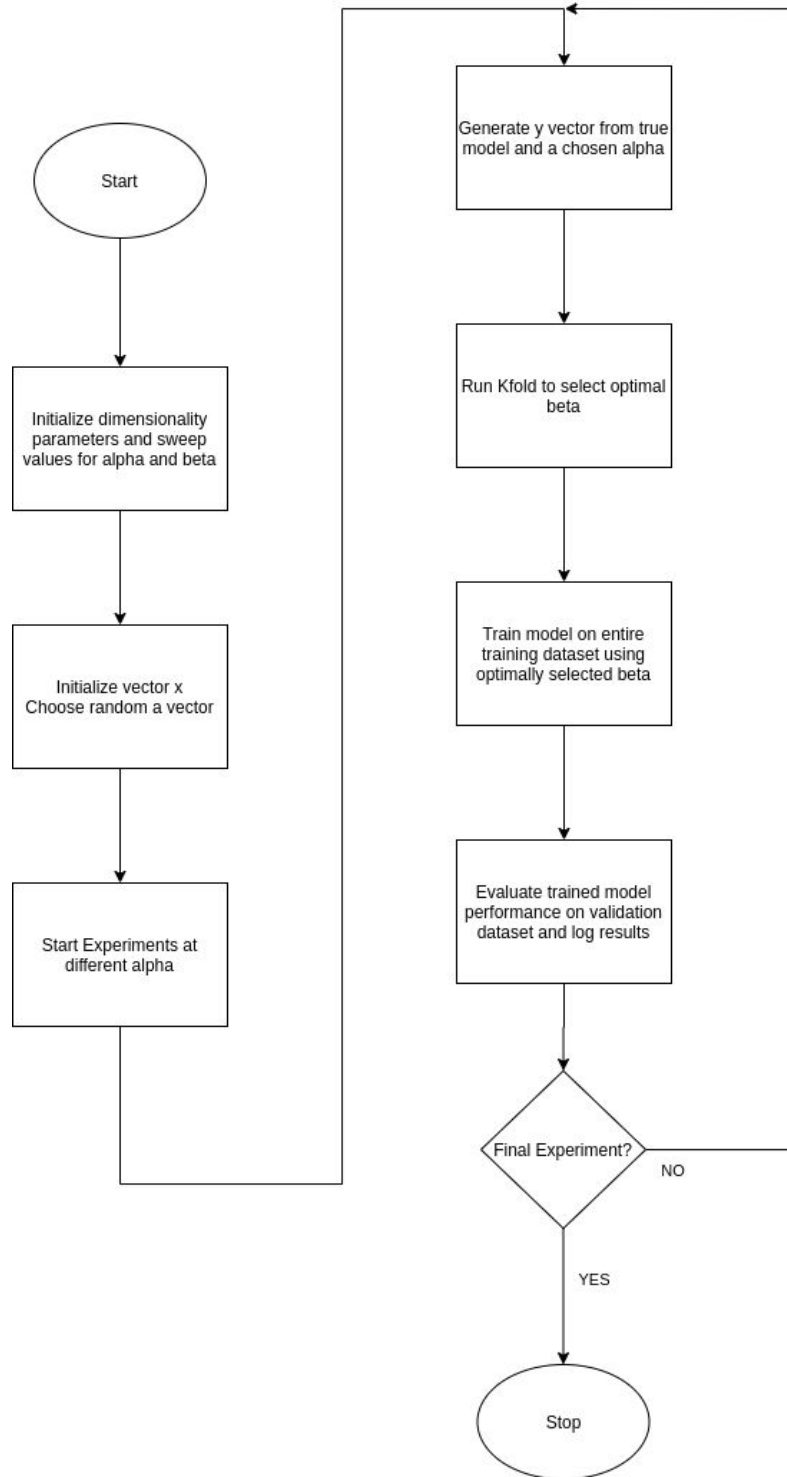 Start
Initialize dimensionality
parameters and sweep
values for alpha and beta
Initialize vector x
Choose random a vector
Start Experiments at
different alpha
Generate y vector from true
model and a chosen alpha
Run Kfold to select optimal
beta
Train model on entire
training dataset using
optimally selected beta
Evaluate trained model
performance on validation
dataset and log results
Final Experiment?
NO
YES
Stop